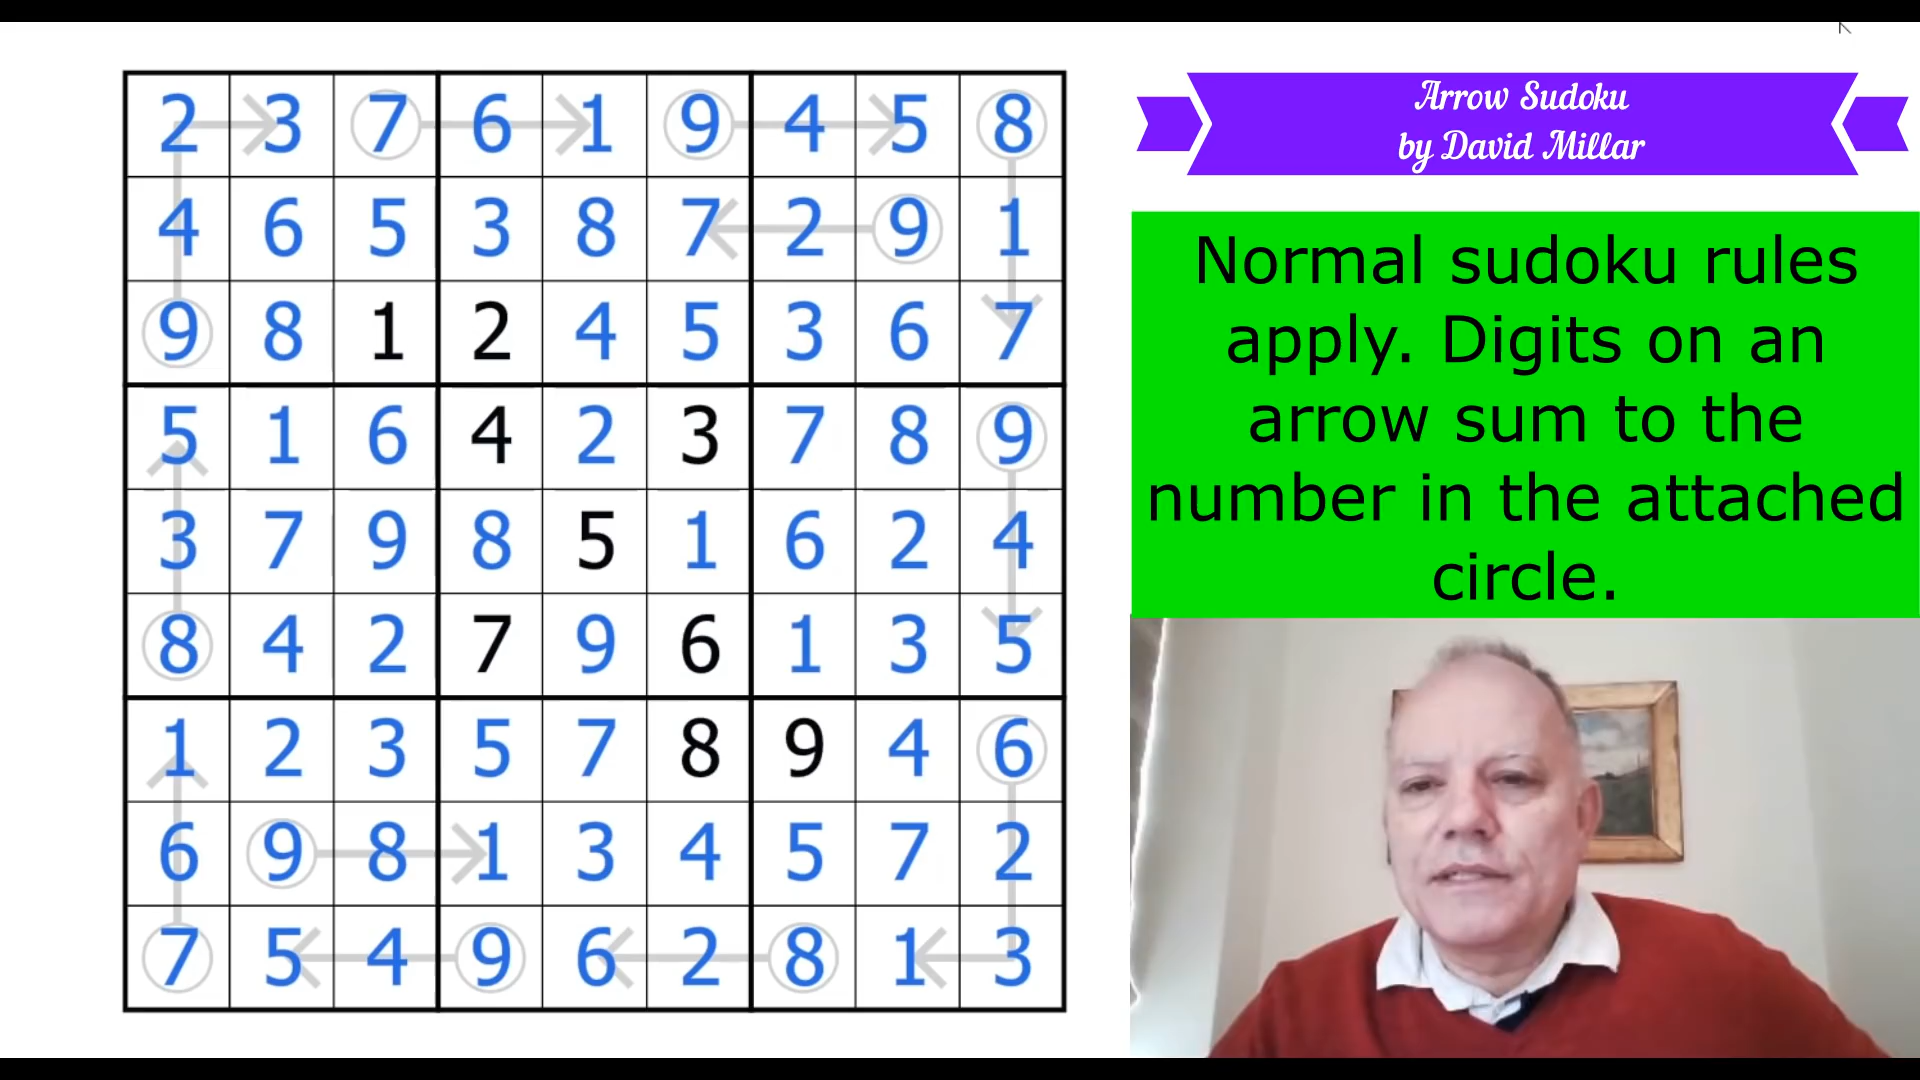 2 3 7 6 1 9 4 5 8
4 6 5 3 8 7 2 9 1
9 8 1 2 4 5 3 6 7
5 1 6 4 2 3 7 8 9
3 7 9 8 5 1 6 2 4
8 4 2 7 9 6 1 3 5
1 2 3 5 7 8 9 4 6
6 9 8 1 3 4 5 7 2
7 5 4 9 6 2 8 1 3
Arrow Sudoku
by David Millar
Normal sudoku rules
apply. Digits on an
arrow sum to the
number in the attached
circle.